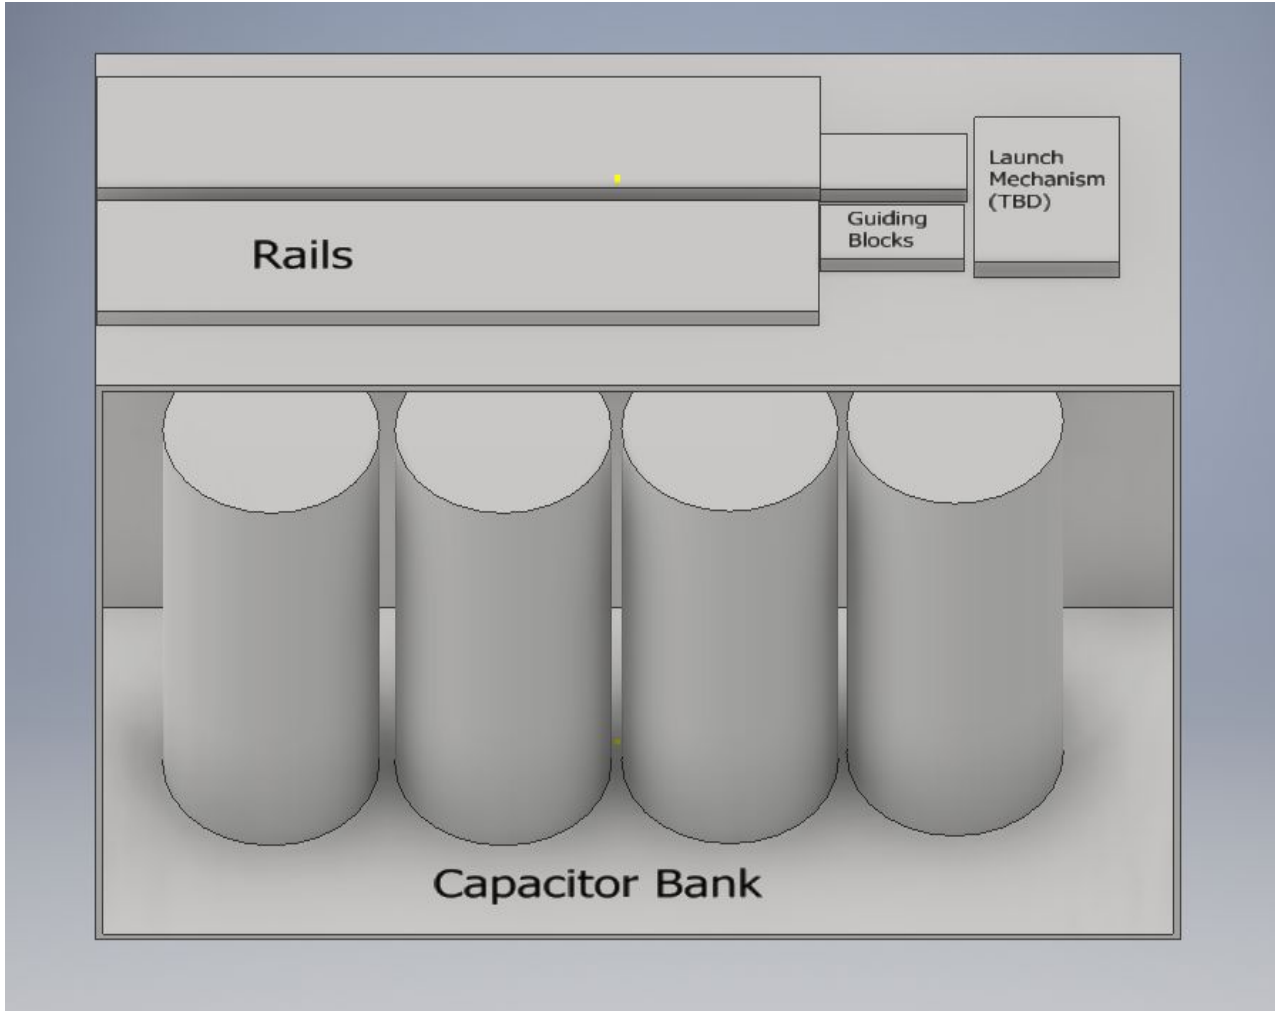 Launch
Mechanism
(TBD)
Guiding
Blocks
Rails
Capacitor Bank